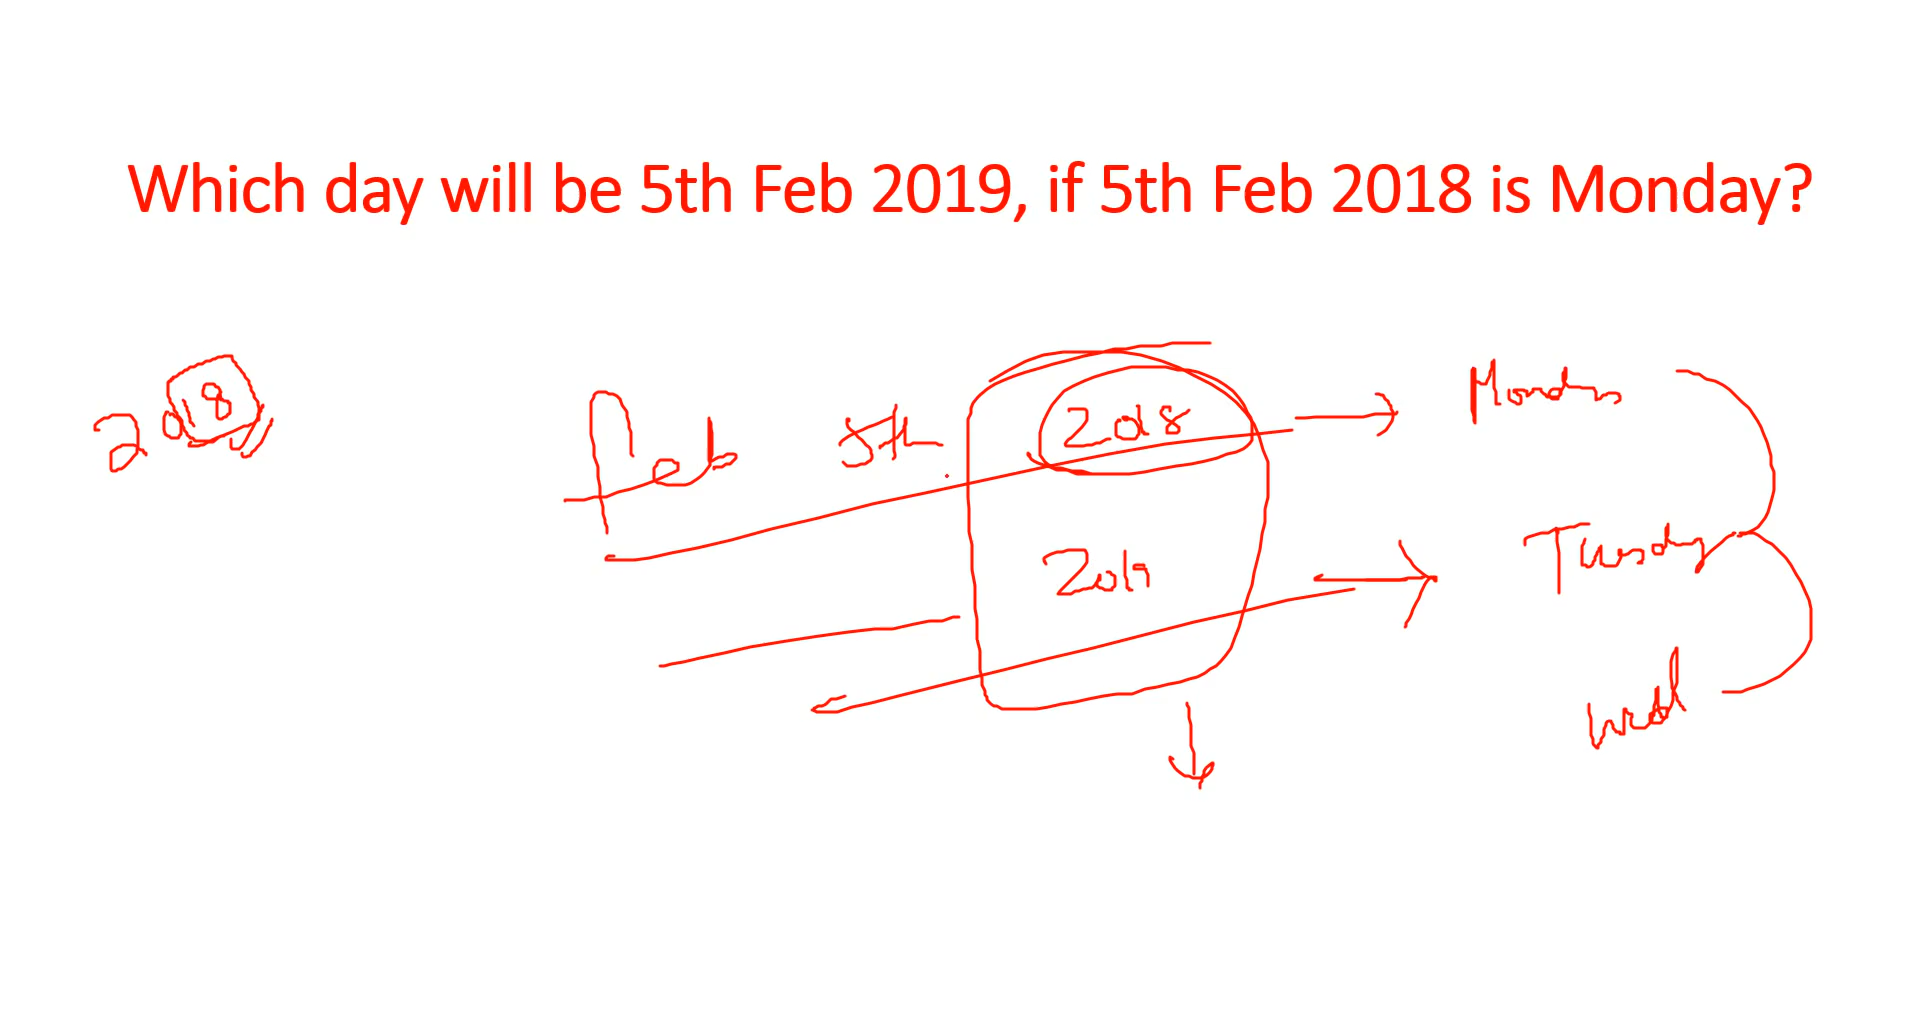 Which day will be 5th Feb 2019, if 5th Feb 2018 is Monday?
2018 Feb 5th 2018 Monday
2019 Tuesday
wed